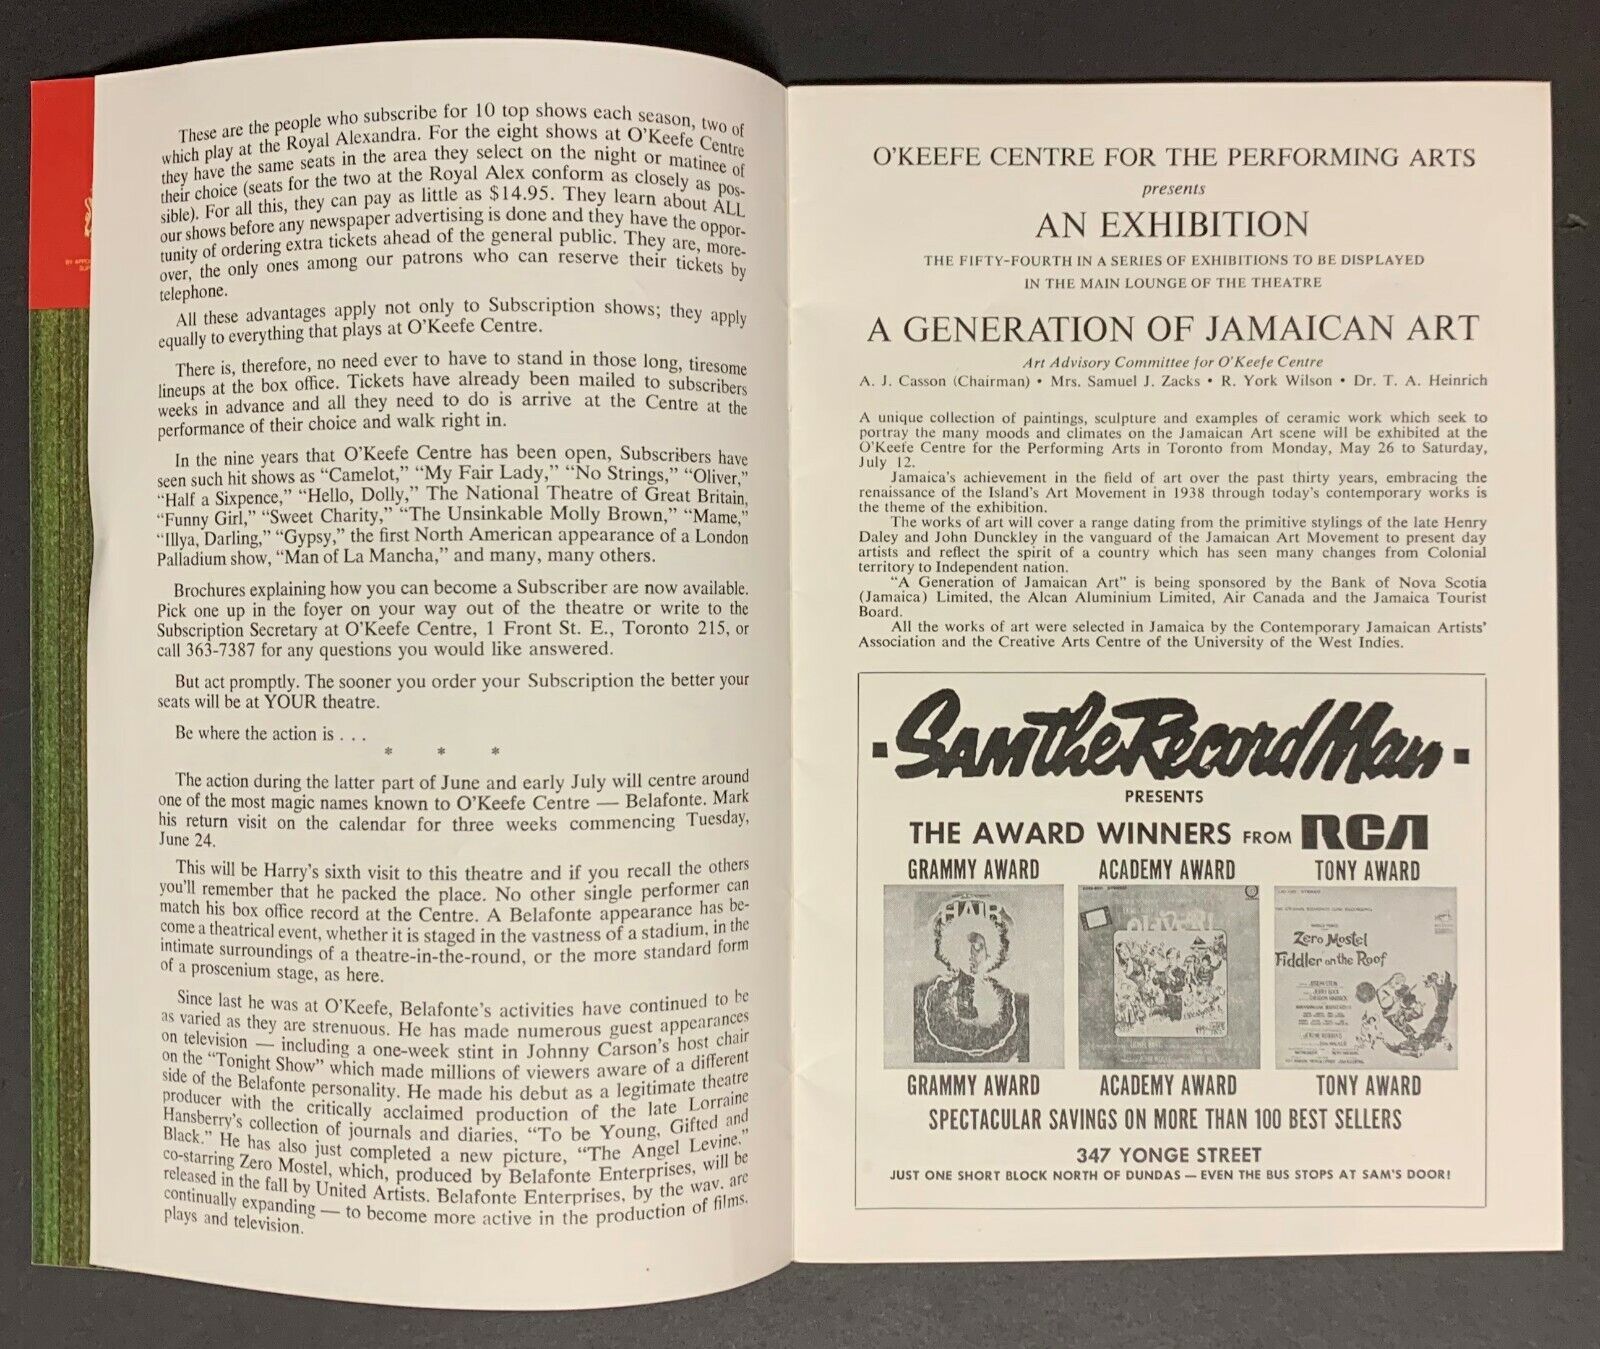 BY APPO
SUP
These are the people who subscribe for 10 top shows each season, two of
which play at the Royal Alexandra. For the eight shows at O'Keefe Centre
they have the same seats in the area they select on the night or matinee of
their choice (seats for the two at the Royal Alex conform as closely as pos-
sible). For all this, they can pay as little as $14.95. They learn about ALL
our shows before any newspaper advertising is done and they have the oppor-
tunity of ordering extra tickets ahead of the general public. They are, more-
over, the only ones among our patrons who can reserve their tickets by
telephone.
All these advantages apply not only to Subscription shows; they apply
equally to everything that plays at O'Keefe Centre.
There is, therefore, no need ever to have to stand in those long, tiresome
lineups at the box office. Tickets have already been mailed to subscribers
weeks in advance and all they need to do is arrive at the Centre at the
performance of their choice and walk right in.
In the nine years that O'Keefe Centre has been open, Subscribers have
seen such hit shows as "Camelot," "My Fair Lady," "No Strings," "Oliver,"
"Half a Sixpence," "Hello, Dolly," The National Theatre of Great Britain,
"Funny Girl," "Sweet Charity," "The Unsinkable Molly Brown," "Mame,"
"Illya, Darling," "Gypsy," the first North American appearance of a London
Palladium show, "Man of La Mancha," and many, many others.
Brochures explaining how you can become a Subscriber are now available.
Pick one up in the foyer on your way out of the theatre or write to the
Subscription Secretary at O'Keefe Centre, 1 Front St. E., Toronto 215, or
call 363-7387 for any questions you would like answered.
But act promptly. The sooner you order your Subscription the better your
seats will be at YOUR theatre.
Be where the action is . . .
* * *
The action during the latter part of June and early July will centre around
one of the most magic names known to O'Keefe Centre — Belafonte. Mark
his return visit on the calendar for three weeks commencing Tuesday,
June 24.
This will be Harry's sixth visit to this theatre and if you recall the others
you'll remember that he packed the place. No other single performer can
match his box office record at the Centre. A Belafonte appearance has be-
come a theatrical event, whether it is staged in the vastness of a stadium, in the
intimate surroundings of a theatre-in-the-round, or the more standard form
of a proscenium stage, as here.
Since last he was at O'Keefe, Belafonte's activities have continued to be
as varied as they are strenuous. He has made numerous guest appearances
on television — including a one-week stint in Johnny Carson's host chair
on the "Tonight Show" which made millions of viewers aware of a different
side of the Belafonte personality. He made his debut as a legitimate theatre
producer with the critically acclaimed production of the late Lorraine
Hansberry's collection of journals and diaries, "To be Young, Gifted and
Black." He has also just completed a new picture, "The Angel Levine,"
co-starring Zero Mostel, which, produced by Belafonte Enterprises, will be
released in the fall by United Artists. Belafonte Enterprises, by the way, are
continually expanding — to become more active in the production of films,
plays and television.
O'KEEFE CENTRE FOR THE PERFORMING ARTS
presents
AN EXHIBITION
THE FIFTY-FOURTH IN A SERIES OF EXHIBITIONS TO BE DISPLAYED
IN THE MAIN LOUNGE OF THE THEATRE
A GENERATION OF JAMAICAN ART
Art Advisory Committee for O'Keefe Centre
A. J. Casson (Chairman) • Mrs. Samuel J. Zacks • R. York Wilson • Dr. T. A. Heinrich
A unique collection of paintings, sculpture and examples of ceramic work which seek to
portray the many moods and climates on the Jamaican Art scene will be exhibited at the
O'Keefe Centre for the Performing Arts in Toronto from Monday, May 26 to Saturday,
July 12.
Jamaica's achievement in the field of art over the past thirty years, embracing the
renaissance of the Island's Art Movement in 1938 through today's contemporary works is
the theme of the exhibition.
The works of art will cover a range dating from the primitive stylings of the late Henry
Daley and John Dunckley in the vanguard of the Jamaican Art Movement to present day
artists and reflect the spirit of a country which has seen many changes from Colonial
territory to Independent nation.
"A Generation of Jamaican Art" is being sponsored by the Bank of Nova Scotia
(Jamaica) Limited, the Alcan Aluminium Limited, Air Canada and the Jamaica Tourist
Board.
All the works of art were selected in Jamaica by the Contemporary Jamaican Artists'
Association and the Creative Arts Centre of the University of the West Indies.
SAM the Record Man
PRESENTS
THE AWARD WINNERS FROM RCA
GRAMMY AWARD ACADEMY AWARD TONY AWARD
HAIR
OLIVER!
Zero Mostel
Fiddler on the Roof
GRAMMY AWARD ACADEMY AWARD TONY AWARD
SPECTACULAR SAVINGS ON MORE THAN 100 BEST SELLERS
347 YONGE STREET
JUST ONE SHORT BLOCK NORTH OF DUNDAS — EVEN THE BUS STOPS AT SAM'S DOOR!